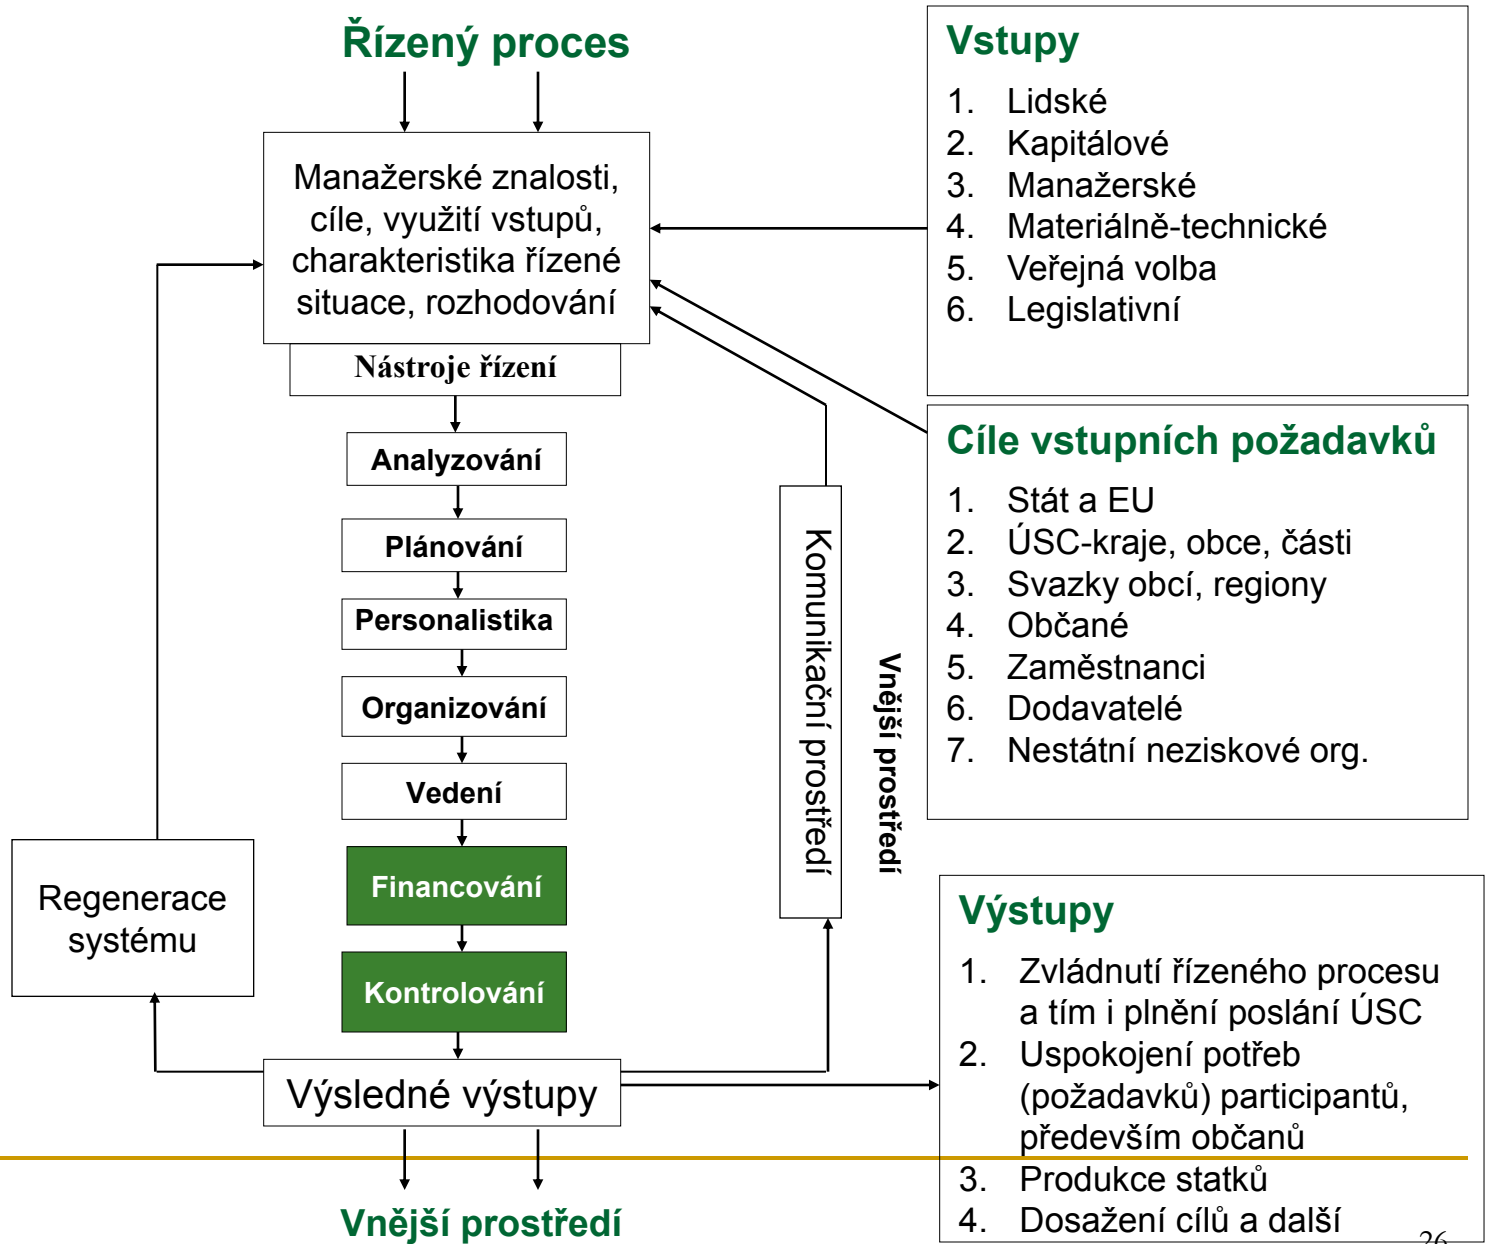 Řízený proces
Manažerské znalosti,
cíle, využití vstupů,
charakteristika řízené
situace, rozhodování
Nástroje řízení
Analyzování
Plánování
Personalistika
Organizování
Vedení
Financování
Kontrolování
Výsledné výstupy
Vnější prostředí
Regenerace
systému
Komunikační prostředí
Vnější prostředí
Vstupy
1. Lidské
2. Kapitálové
3. Manažerské
4. Materiálně-technické
5. Veřejná volba
6. Legislativní
Cíle vstupních požadavků
1. Stát a EU
2. ÚSC-kraje, obce, části
3. Svazky obcí, regiony
4. Občané
5. Zaměstnanci
6. Dodavatelé
7. Nestátní neziskové org.
Výstupy
1. Zvládnutí řízeného procesu
a tím i plnění poslání ÚSC
2. Uspokojení potřeb
(požadavků) participantů,
především občanů
3. Produkce statků
4. Dosažení cílů a další
26